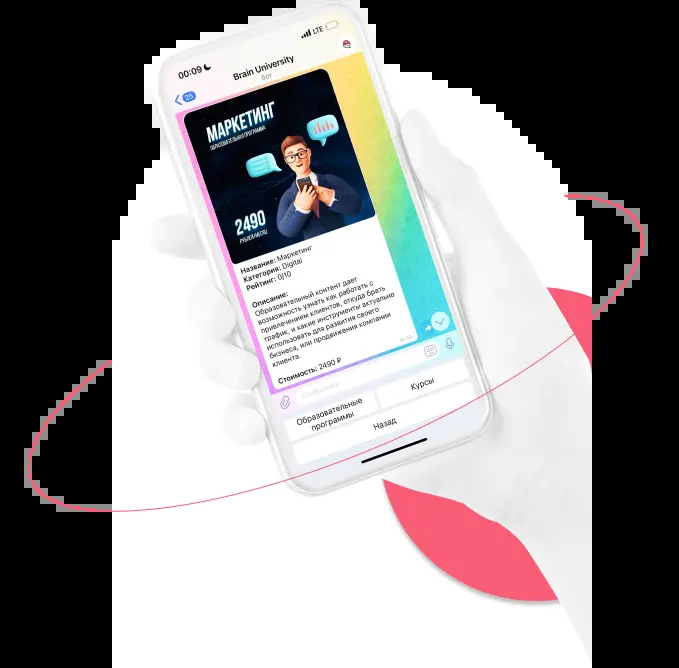 00:09
LTE
25
Brain University
бот
МАРКЕТИНГ
ОБРАЗОВАТЕЛЬНАЯ ПРОГРАММА
2490
РУБЛЕЙ/МЕСЯЦ
Название: Маркетинг
Категория: Digital
Рейтинг: 0/10
Описание:
Образовательный контент дает
возможность узнать как работать с
привлечением клиентов, откуда брать
трафик, и какие инструменты актуально
использовать для развития своего
бизнеса, или продвижения компании
клиента.
Стоимость: 2490 ₽
Сообщение
Образовательные
программы
Курсы
Назад